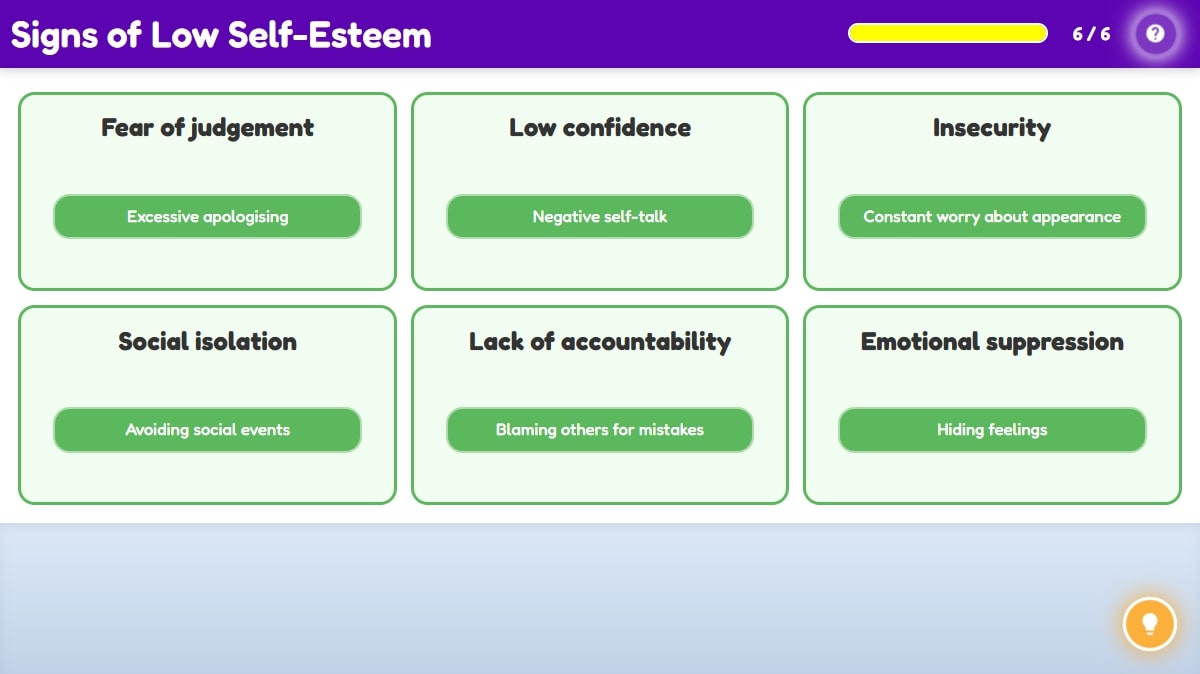 Signs of Low Self-Esteem
6 / 6
Fear of judgement
Excessive apologising
Low confidence
Negative self-talk
Insecurity
Constant worry about appearance
Social isolation
Avoiding social events
Lack of accountability
Blaming others for mistakes
Emotional suppression
Hiding feelings